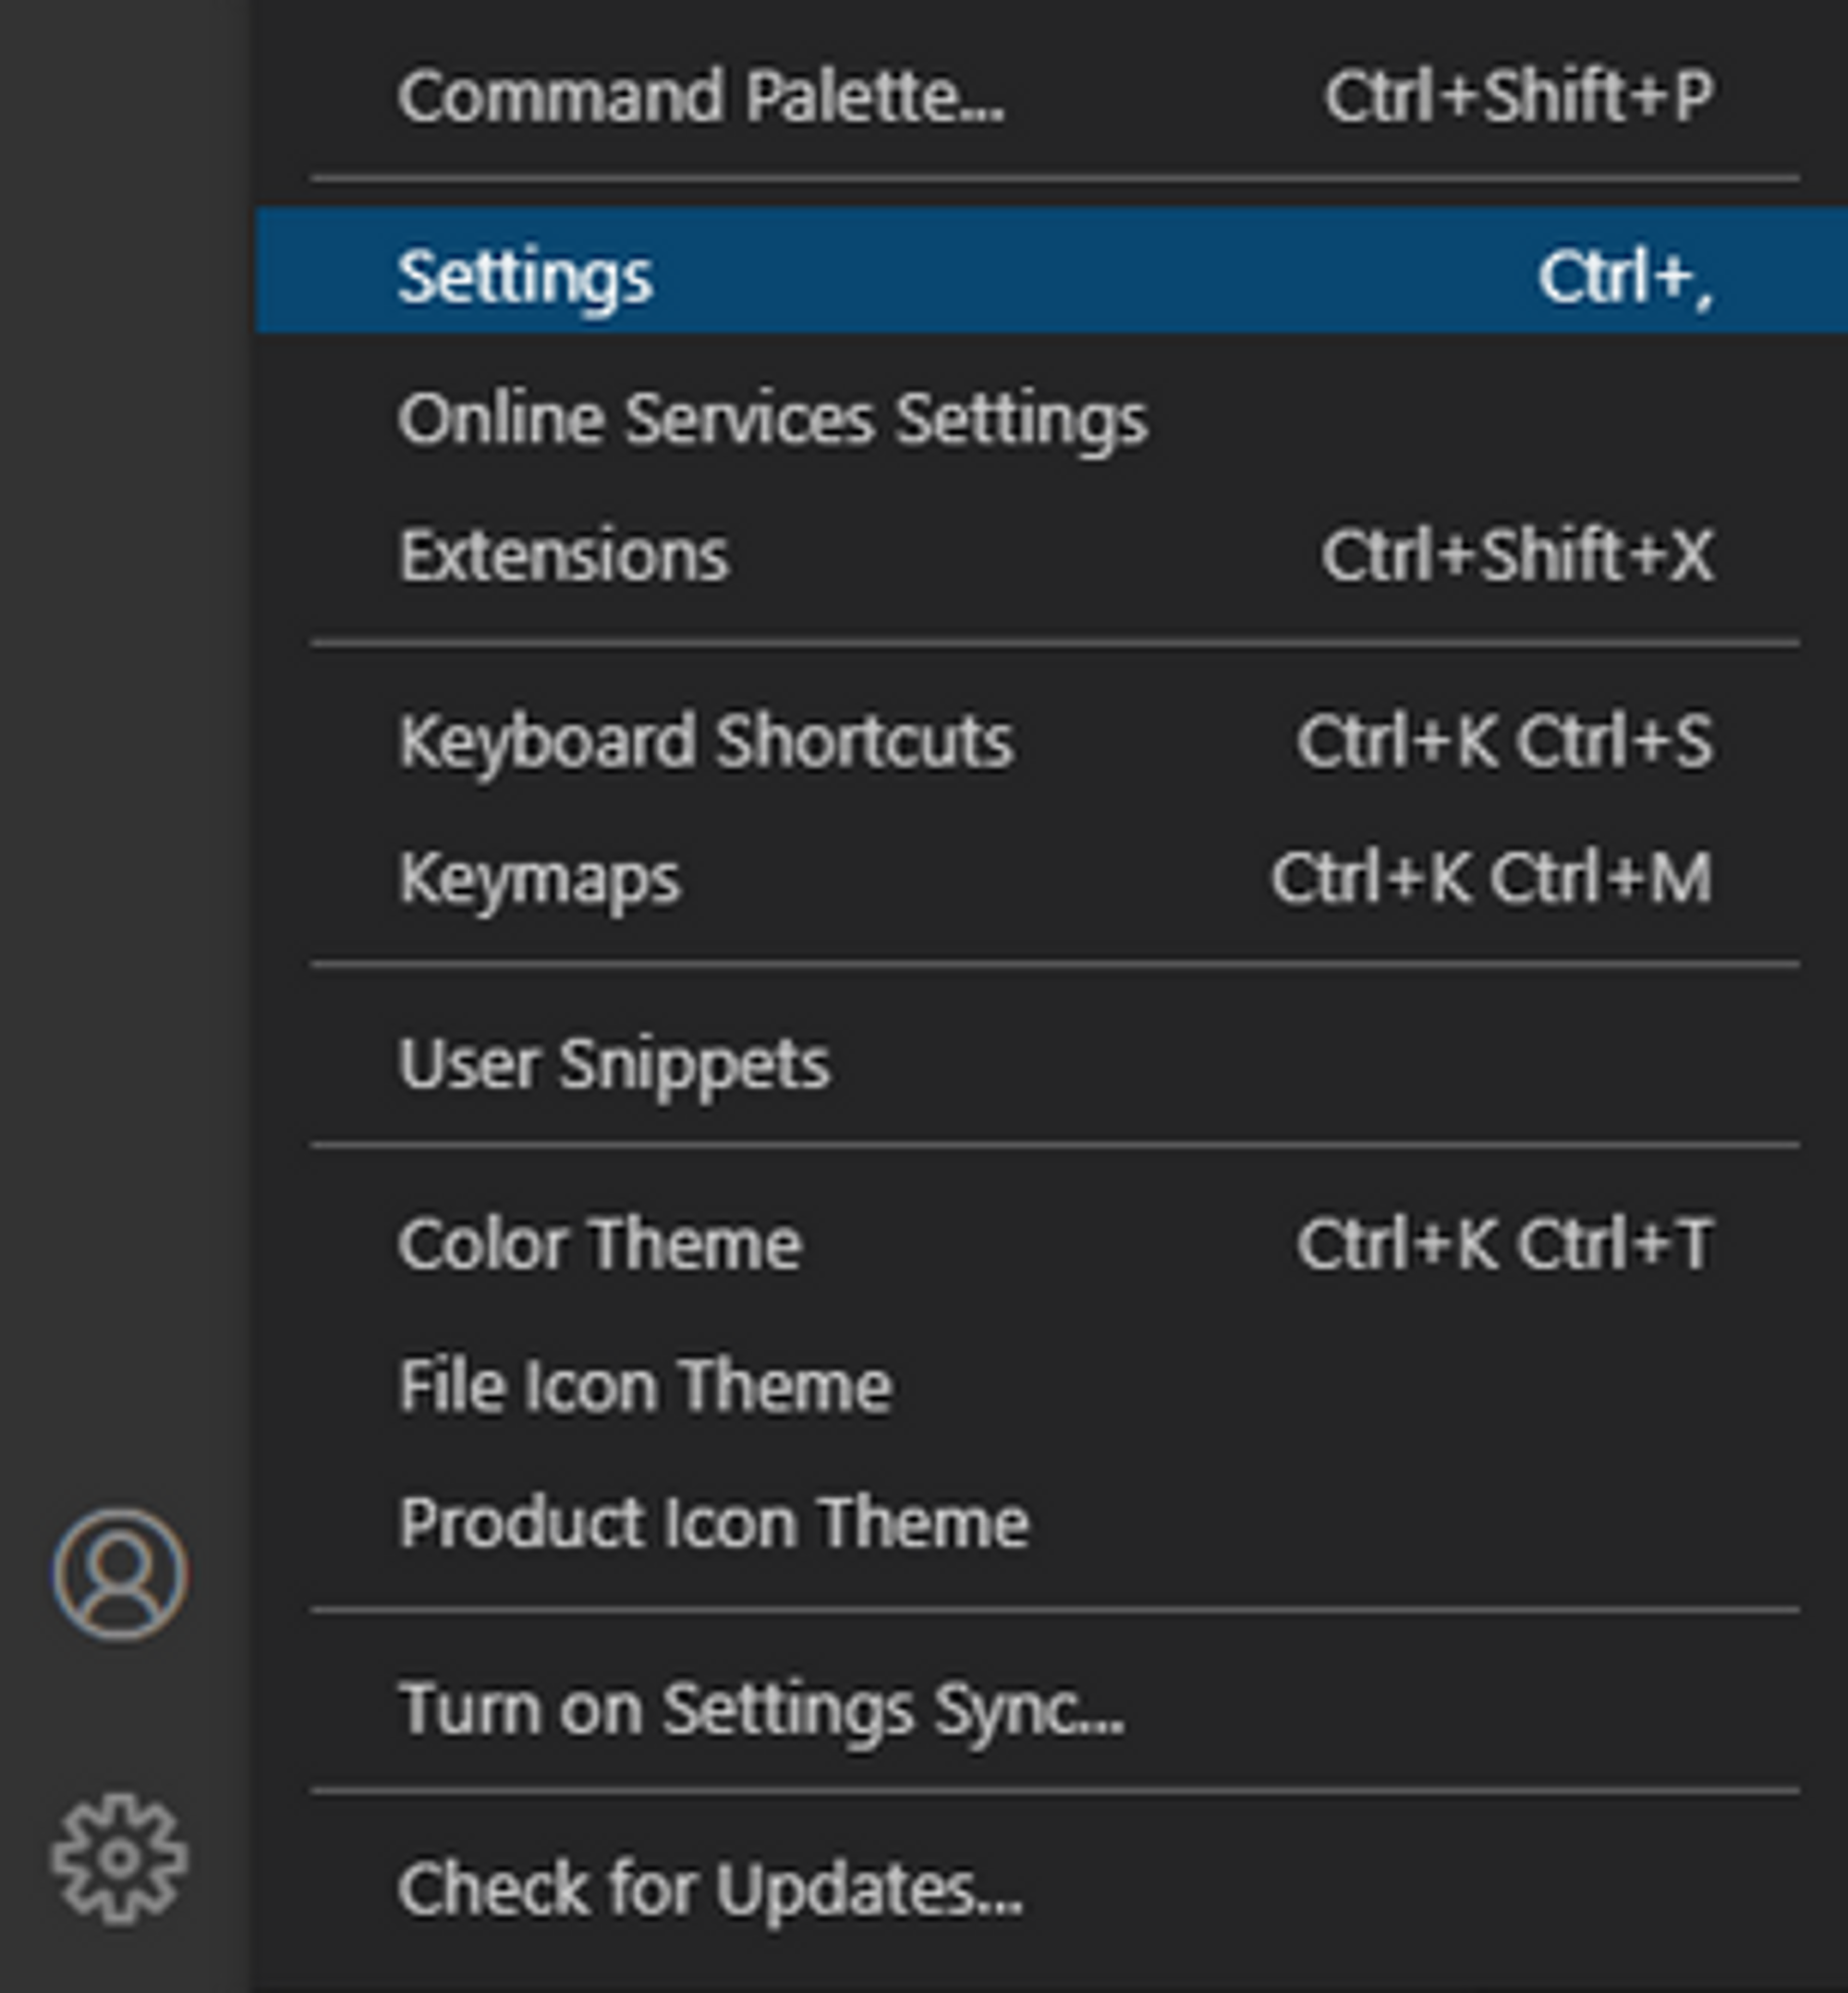 Command Palette... Ctrl+Shift+P
Settings Ctrl+,
Online Services Settings
Extensions Ctrl+Shift+X
Keyboard Shortcuts Ctrl+K Ctrl+S
Keymaps Ctrl+K Ctrl+M
User Snippets
Color Theme Ctrl+K Ctrl+T
File Icon Theme
Product Icon Theme
Turn on Settings Sync...
Check for Updates...